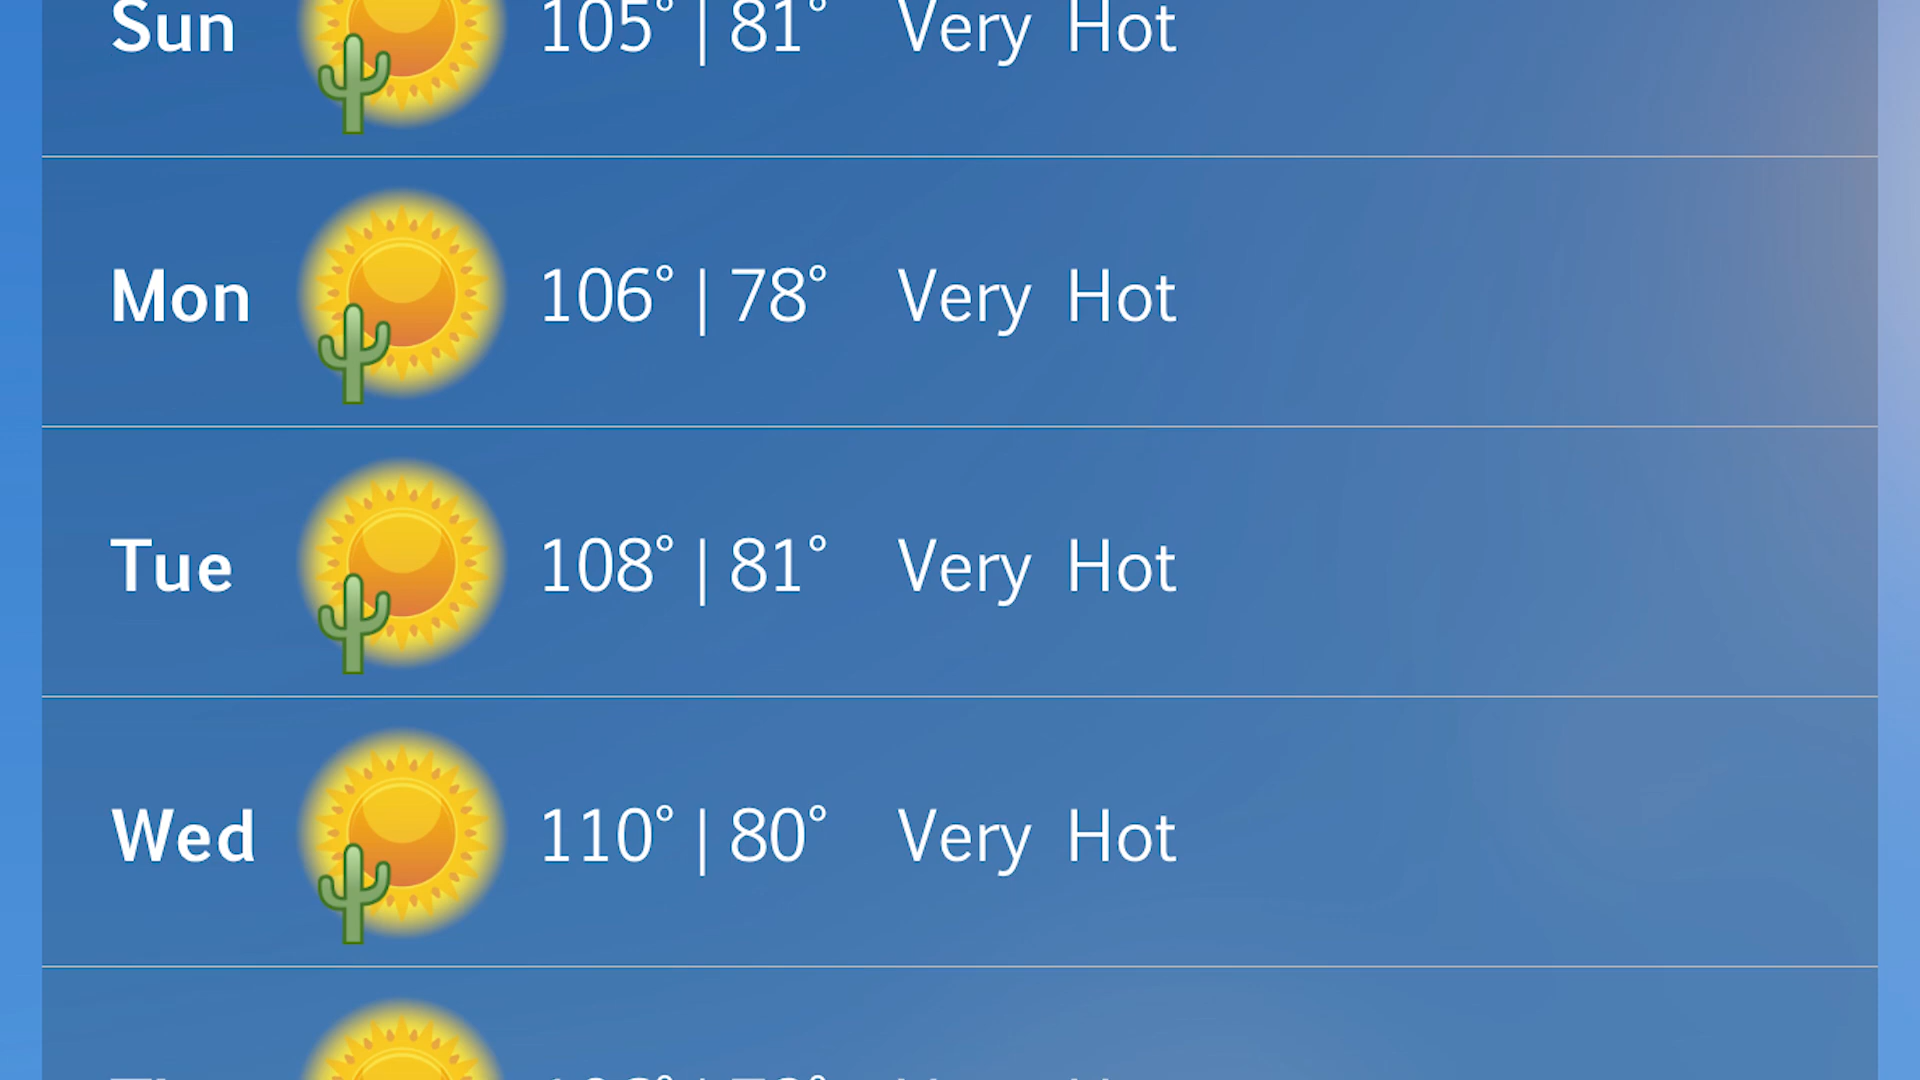 Sun 105° | 81° Very Hot
Mon 106° | 78° Very Hot
Tue 108° | 81° Very Hot
Wed 110° | 80° Very Hot